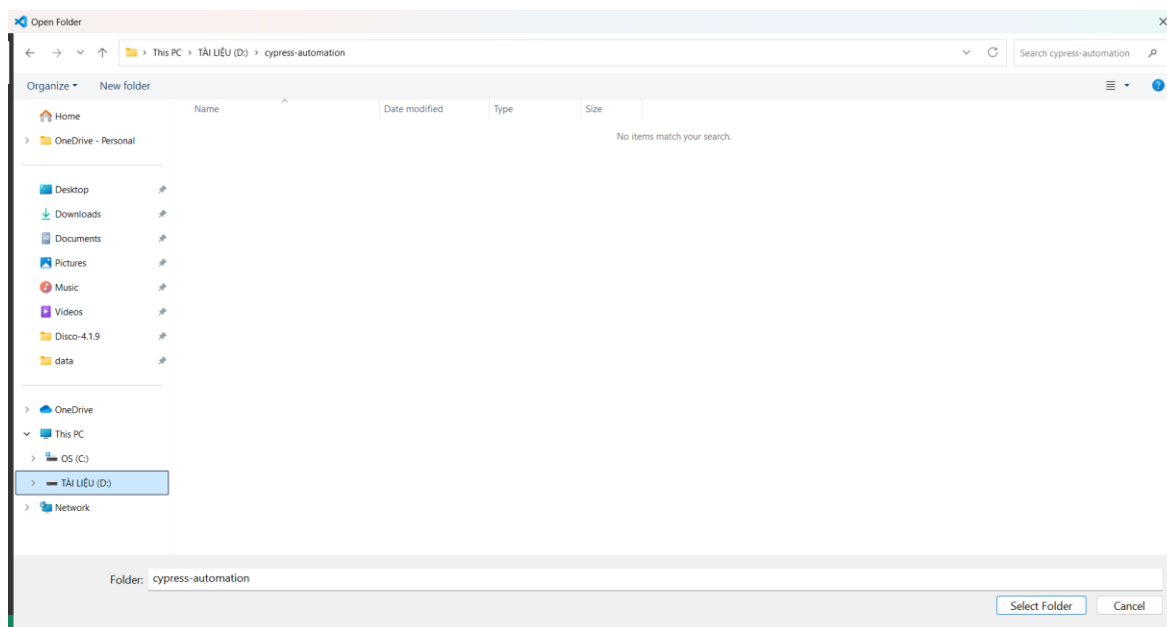 Open Folder
This PC > TÀI LIỆU (D:) > cypress-automation
Search cypress-automation
Organize
New folder
Name
Date modified
Type
Size
No items match your search.
Home
OneDrive - Personal
Desktop
Downloads
Documents
Pictures
Music
Videos
Disco-4.1.9
data
OneDrive
This PC
OS (C:)
TÀI LIỆU (D:)
Network
Folder: cypress-automation
Select Folder
Cancel